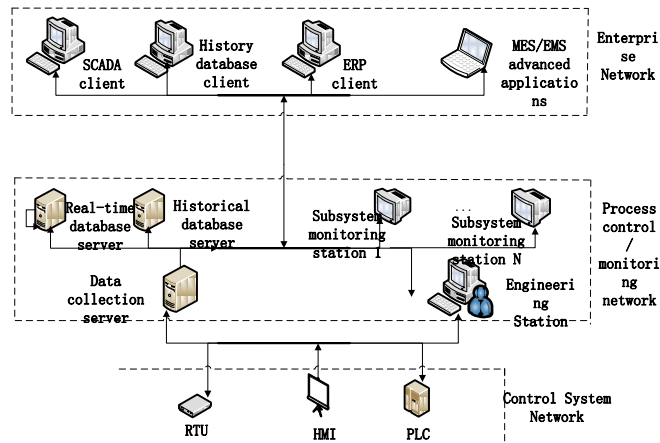 SCADA
client
History
database
client
ERP
client
MES/EMS
advanced
applicatio
ns
Enterpri
se
Network
Real-time
database
server
Historical
database
server
Subsystem
monitoring
station 1
...
Subsystem
monitoring
station N
Process
control
/
monitori
ng
network
Data
collection
server
Engineeri
ng
Station
Control System
Network
RTU
HMI
PLC